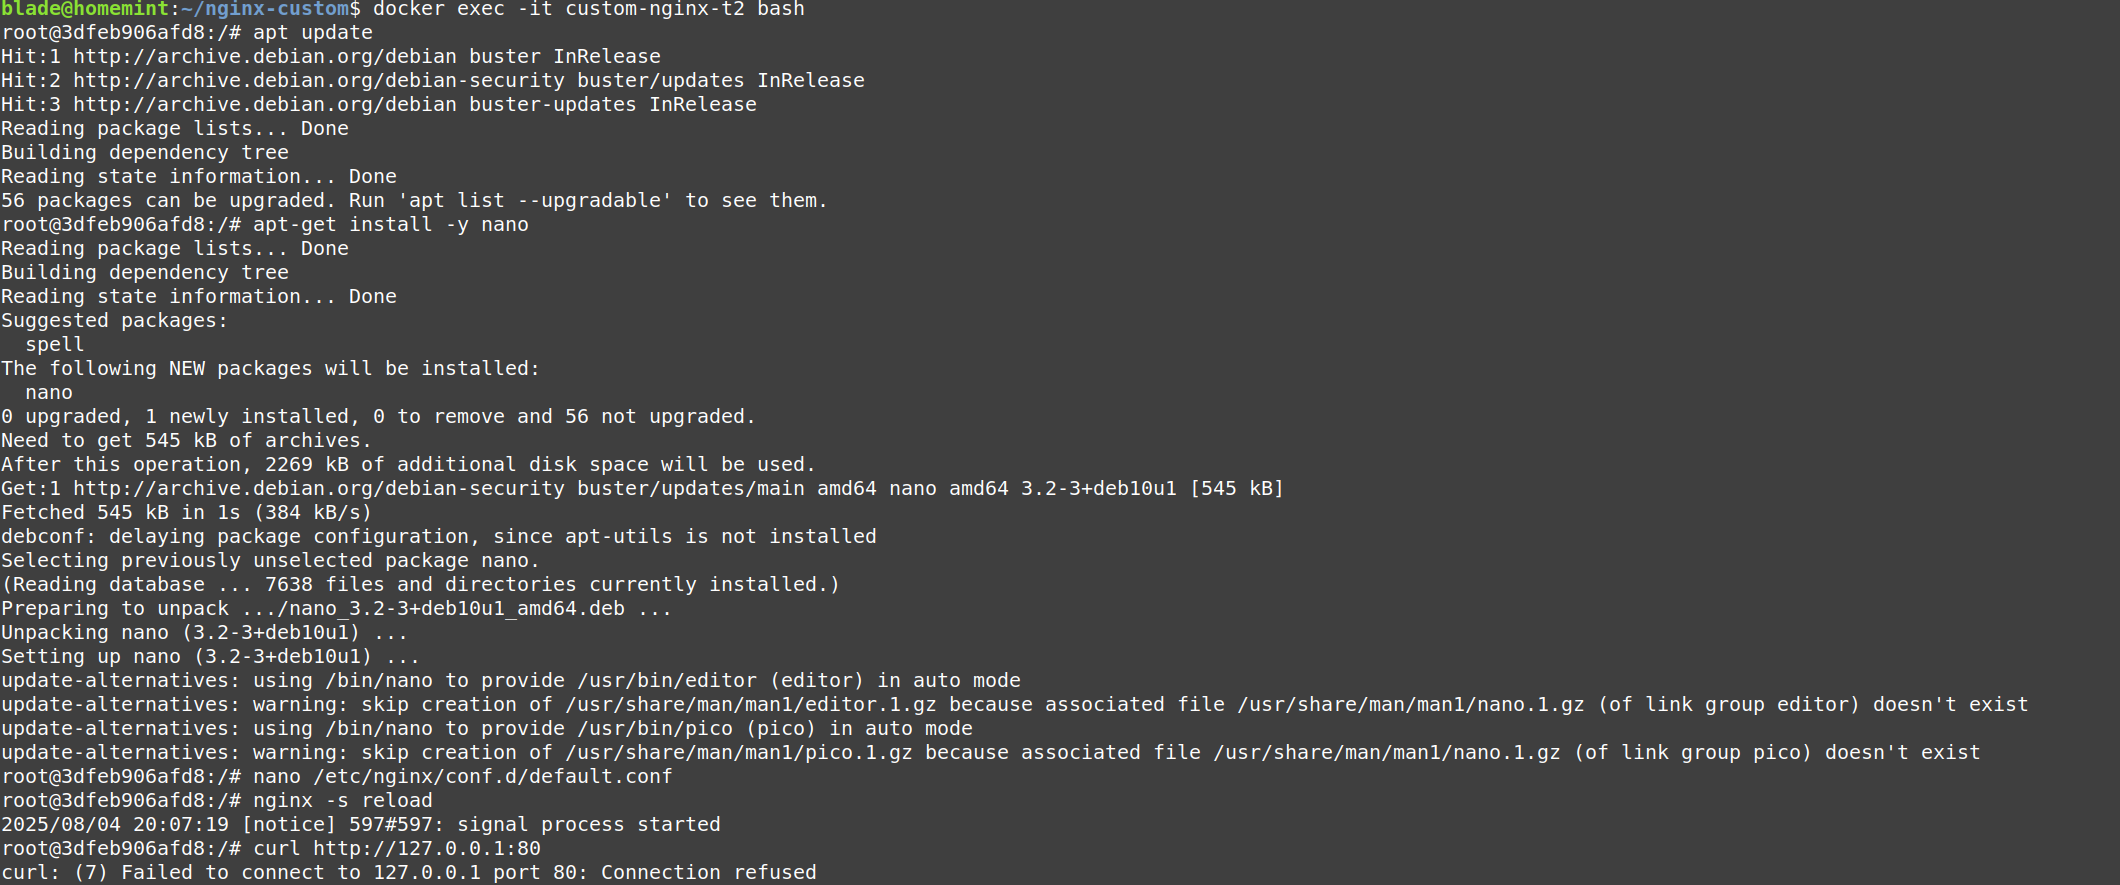 blade@homemint:~/nginx-custom$ docker exec -it custom-nginx-t2 bash
root@3dfeb906afd8:/# apt update
Hit:1 http://archive.debian.org/debian buster InRelease
Hit:2 http://archive.debian.org/debian-security buster/updates InRelease
Hit:3 http://archive.debian.org/debian buster-updates InRelease
Reading package lists... Done
Building dependency tree
Reading state information... Done
56 packages can be upgraded. Run 'apt list --upgradable' to see them.
root@3dfeb906afd8:/# apt-get install -y nano
Reading package lists... Done
Building dependency tree
Reading state information... Done
Suggested packages:
  spell
The following NEW packages will be installed:
  nano
0 upgraded, 1 newly installed, 0 to remove and 56 not upgraded.
Need to get 545 kB of archives.
After this operation, 2269 kB of additional disk space will be used.
Get:1 http://archive.debian.org/debian-security buster/updates/main amd64 nano amd64 3.2-3+deb10u1 [545 kB]
Fetched 545 kB in 1s (384 kB/s)
debconf: delaying package configuration, since apt-utils is not installed
Selecting previously unselected package nano.
(Reading database ... 7638 files and directories currently installed.)
Preparing to unpack .../nano_3.2-3+deb10u1_amd64.deb ...
Unpacking nano (3.2-3+deb10u1) ...
Setting up nano (3.2-3+deb10u1) ...
update-alternatives: using /bin/nano to provide /usr/bin/editor (editor) in auto mode
update-alternatives: warning: skip creation of /usr/share/man/man1/editor.1.gz because associated file /usr/share/man/man1/nano.1.gz (of link group editor) doesn't exist
update-alternatives: using /bin/nano to provide /usr/bin/pico (pico) in auto mode
update-alternatives: warning: skip creation of /usr/share/man/man1/pico.1.gz because associated file /usr/share/man/man1/nano.1.gz (of link group pico) doesn't exist
root@3dfeb906afd8:/# nano /etc/nginx/conf.d/default.conf
root@3dfeb906afd8:/# nginx -s reload
2025/08/04 20:07:19 [notice] 597#597: signal process started
root@3dfeb906afd8:/# curl http://127.0.0.1:80
curl: (7) Failed to connect to 127.0.0.1 port 80: Connection refused